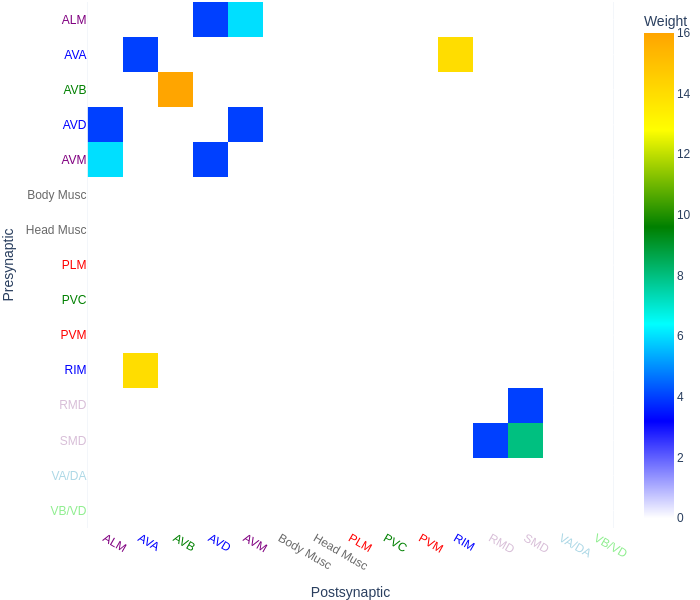 Weight
ALM
AVA
AVB
AVD
AVM
Body Musc
Head Musc
PLM
PVC
PVM
RIM
RMD
SMD
VA/DA
VB/VD
Presynaptic
ALM
AVA
AVB
AVD
AVM
Body Musc
Head Musc
PLM
PVC
PVM
RIM
RMD
SMD
VA/DA
VB/VD
Postsynaptic
16
14
12
10
8
6
4
2
0